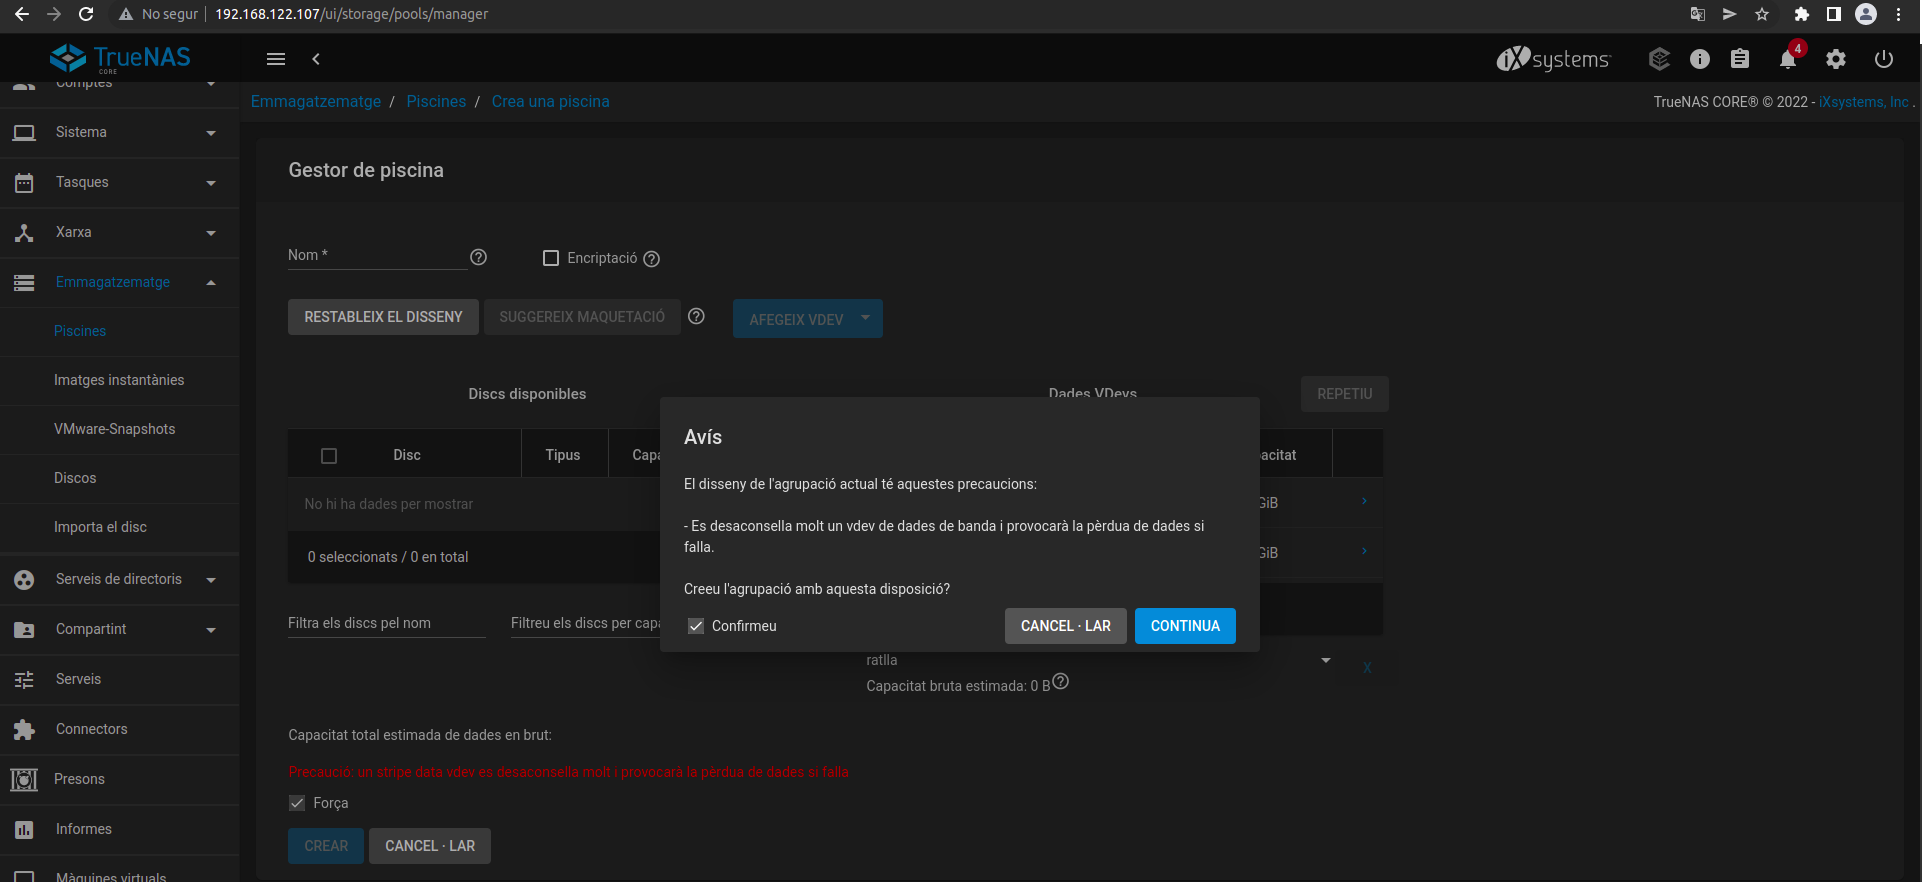 No segur
192.168.122.107/ui/storage/pools/manager
TrueNAS
CORE
iXsystems
4
Comptes
Sistema
Tasques
Xarxa
Emmagatzematge
Piscines
Imatges instantànies
VMware-Snapshots
Discos
Importa el disc
Serveis de directoris
Compartint
Serveis
Connectors
Presons
Informes
Màquines virtuals
Emmagatzematge / Piscines / Crea una piscina
TrueNAS CORE® © 2022 - iXsystems, Inc .
Gestor de piscina
Nom *
Encriptació
RESTABLEIX EL DISSENY
SUGGEREIX MAQUETACIÓ
AFEGEIX VDEV
Discs disponibles
Dades VDevs
REPETIU
Disc
Tipus
No hi ha dades per mostrar
GiB
GiB
0 seleccionats / 0 en total
Filtra els discs pel nom
Filtreu els discs per capa
Avís
El disseny de l'agrupació actual té aquestes precaucions:
- Es desaconsella molt un vdev de dades de banda i provocarà la pèrdua de dades si
falla.
Creeu l'agrupació amb aquesta disposició?
Confirmeu
CANCEL · LAR
CONTINUA
ratlla
X
Capacitat bruta estimada: 0 B
Capacitat total estimada de dades en brut:
Precaució: un stripe data vdev es desaconsella molt i provocarà la pèrdua de dades si falla
Força
CREAR
CANCEL · LAR